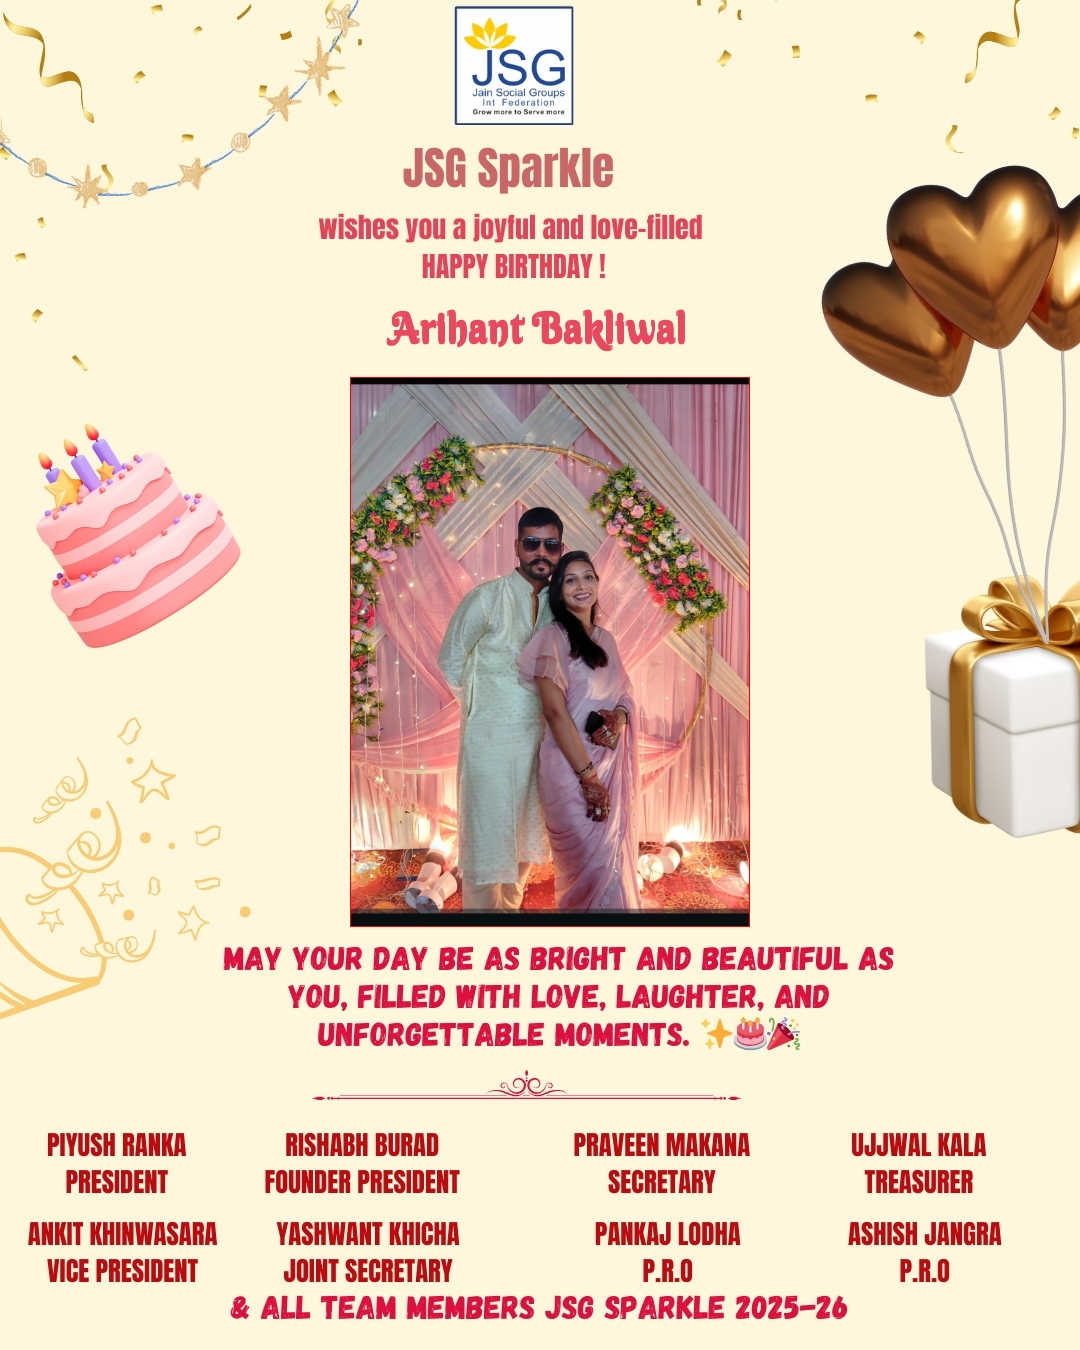 JSG
Jain Social Groups
Int Federation
Grow more to Serve more
JSG Sparkle
wishes you a joyful and love-filled
HAPPY BIRTHDAY !
Arihant Bakliwal
MAY YOUR DAY BE AS BRIGHT AND BEAUTIFUL AS
YOU, FILLED WITH LOVE, LAUGHTER, AND
UNFORGETTABLE MOMENTS. ✨🎂🎉
PIYUSH RANKA
PRESIDENT
RISHABH BURAD
FOUNDER PRESIDENT
PRAVEEN MAKANA
SECRETARY
UJJWAL KALA
TREASURER
ANKIT KHINWASARA
VICE PRESIDENT
YASHWANT KHICHA
JOINT SECRETARY
PANKAJ LODHA
P.R.O
ASHISH JANGRA
P.R.O
& ALL TEAM MEMBERS JSG SPARKLE 2025-26